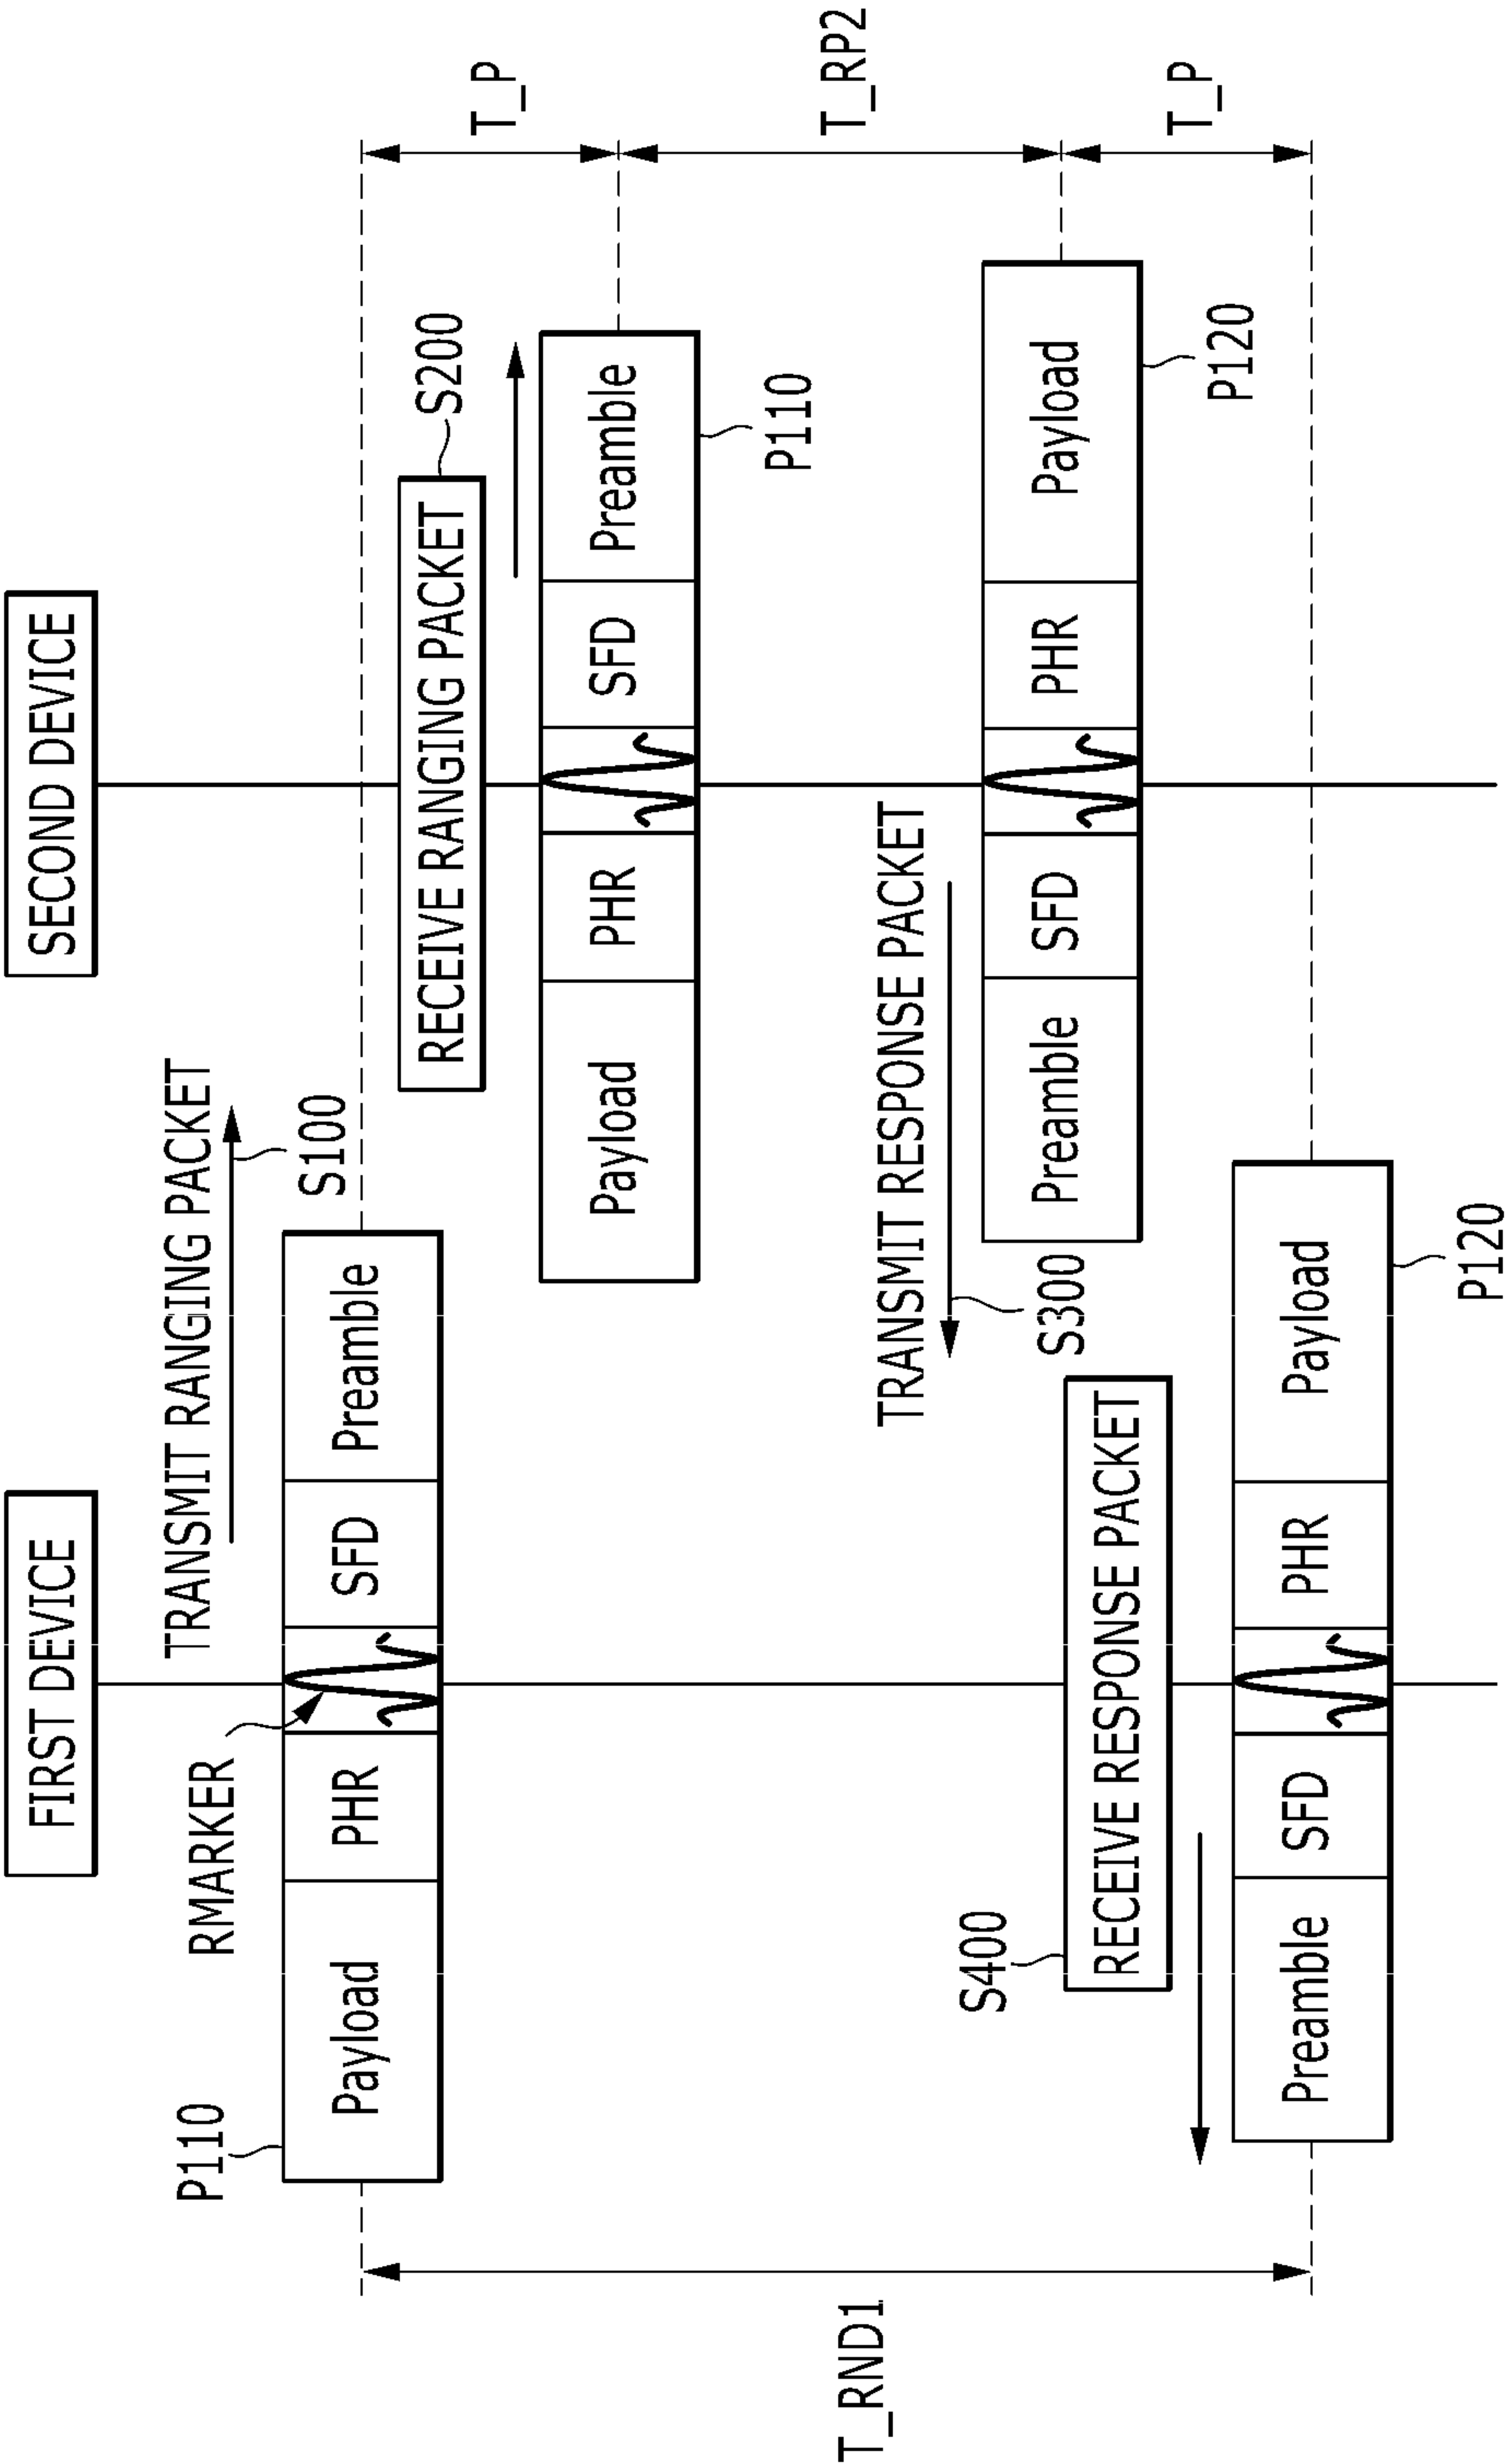 FIRST DEVICE
SECOND DEVICE
TRANSMIT RANGING PACKET
S100
RMARKER
P110
Payload
PHR
SFD
Preamble
T_P
RECEIVE RANGING PACKET
S200
Payload
PHR
SFD
Preamble
P110
T_RND1
T_RP2
TRANSMIT RESPONSE PACKET
S300
Preamble
SFD
PHR
Payload
P120
S400
RECEIVE RESPONSE PACKET
T_P
Preamble
SFD
PHR
Payload
P120